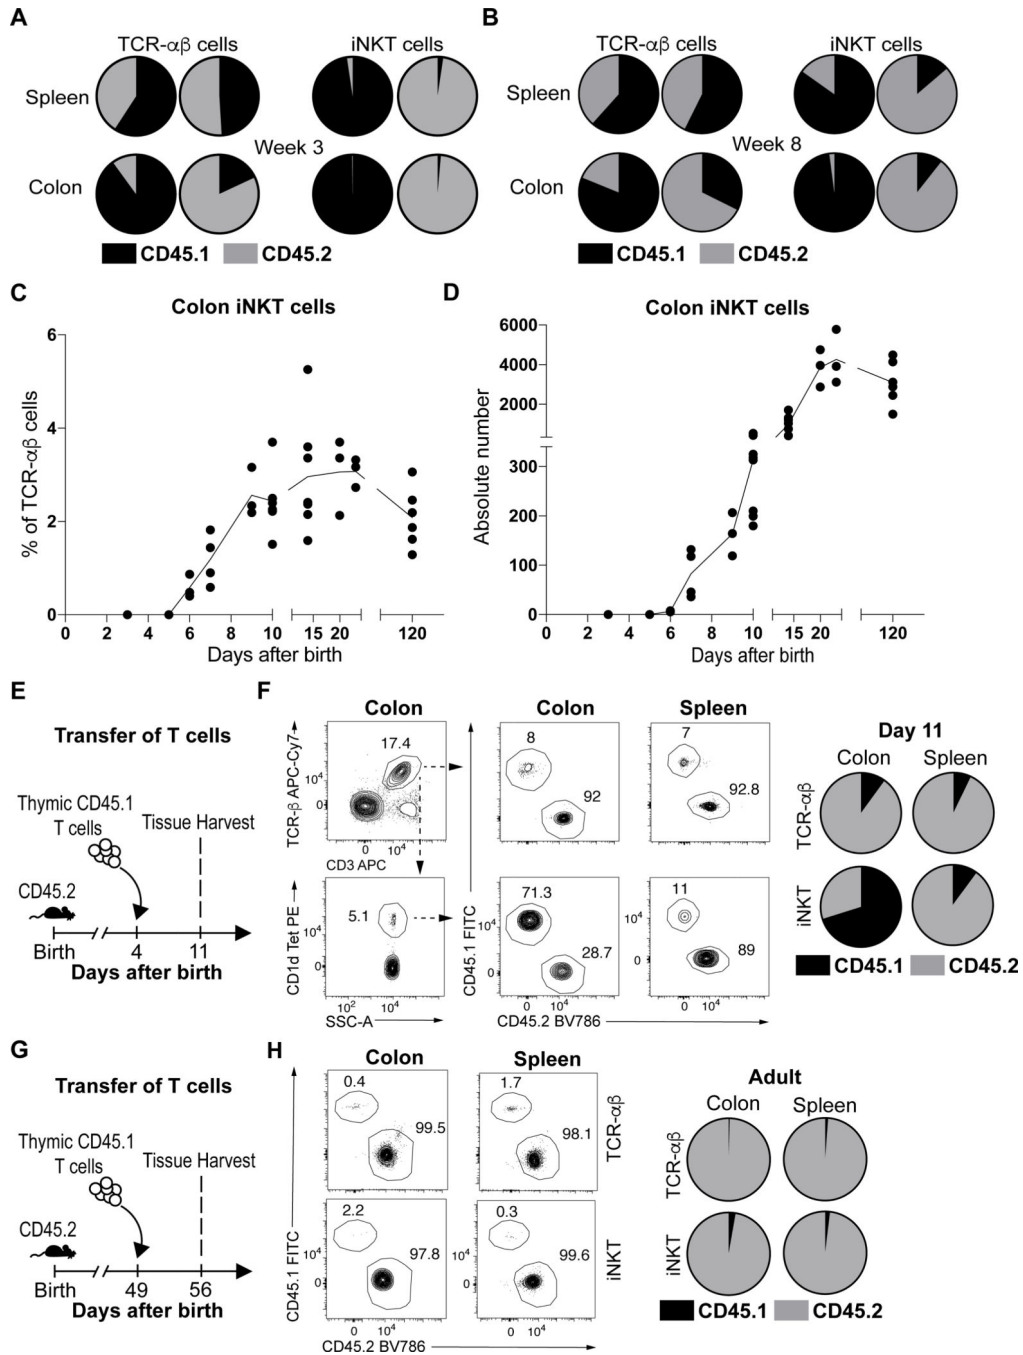 A
TCR-αβ cells
iNKT cells
Spleen
Week 3
Colon
CD45.1
CD45.2
B
TCR-αβ cells
iNKT cells
Spleen
Week 8
Colon
CD45.1
CD45.2
C
Colon iNKT cells
% of TCR-αβ cells
6
4
2
0
0 2 4 6 8 10 15 20 120
Days after birth
D
Colon iNKT cells
Absolute number
6000
4000
2000
300
200
100
0
0 2 4 6 8 10 15 20 120
Days after birth
E
Transfer of T cells
Thymic CD45.1
T cells
Tissue Harvest
CD45.2
Birth
4
11
Days after birth
F
Colon
Colon
Spleen
TCR-β APC-Cy7
17.4
10⁴
0
0 10⁴
CD3 APC
8
92
7
92.8
CD1d Tet PE
5.1
10⁴
0
10² 10⁴
SSC-A
CD45.1 FITC
71.3
28.7
10⁴
0
0 10⁴
11
89
10⁴
0
0 10⁴
CD45.2 BV786
Day 11
Colon
Spleen
TCR-αβ
iNKT
CD45.1
CD45.2
G
Transfer of T cells
Thymic CD45.1
T cells
Tissue Harvest
CD45.2
Birth
49
56
Days after birth
H
Colon
Spleen
0.4
99.5
1.7
98.1
TCR-αβ
CD45.1 FITC
2.2
97.8
10⁴
0
0 10⁴
0.3
99.6
10⁴
0
0 10⁴
iNKT
CD45.2 BV786
Adult
Colon
Spleen
TCR-αβ
iNKT
CD45.1
CD45.2